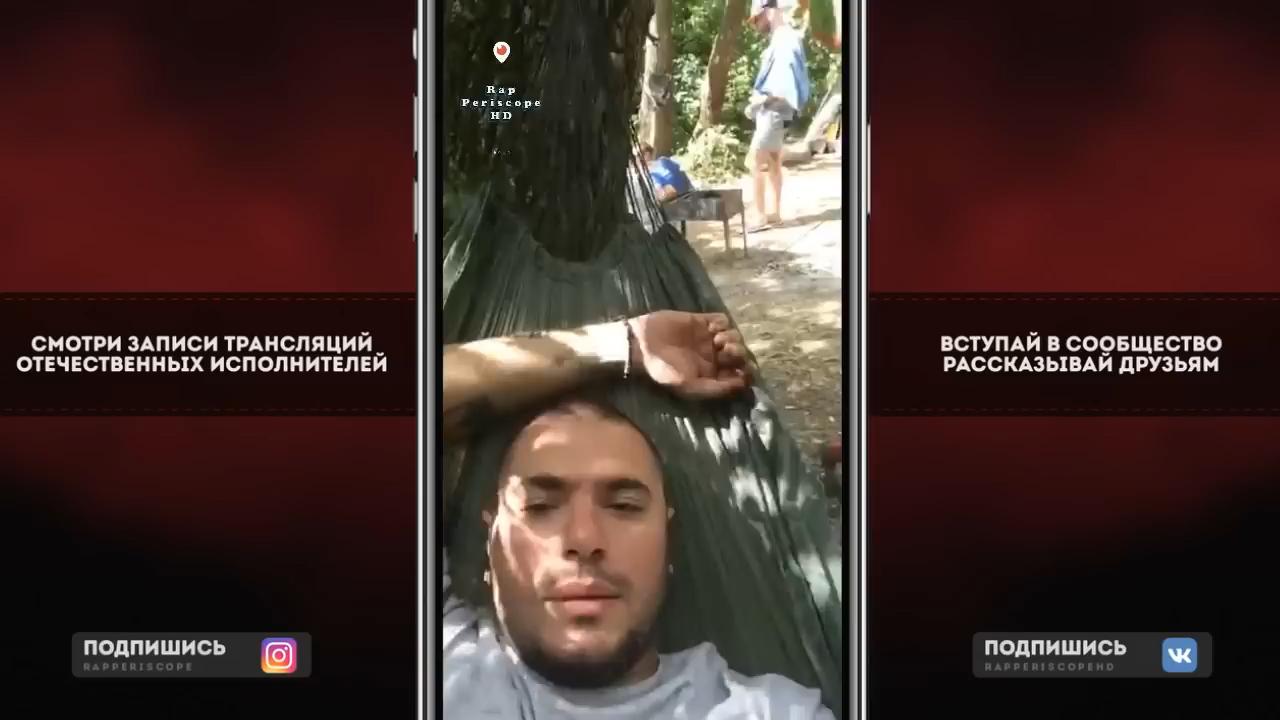 Rap
Periscope
HD
СМОТРИ ЗАПИСИ ТРАНСЛЯЦИЙ
ОТЕЧЕСТВЕННЫХ ИСПОЛНИТЕЛЕЙ
ВСТУПАЙ В СООБЩЕСТВО
РАССКАЗЫВАЙ ДРУЗЬЯМ
ПОДПИШИСЬ
RAPPERISCOPE
ПОДПИШИСЬ
RAPPERISCOPEHD